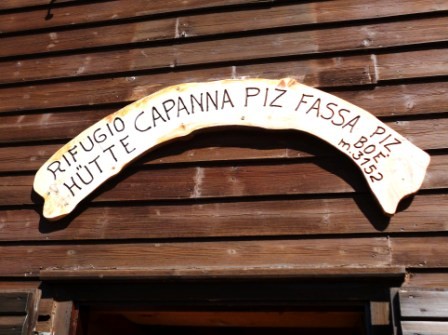 RIFUGIO
HÜTTE
CAPANNA PIZ FASSA
PIZ
BOE
m.3152